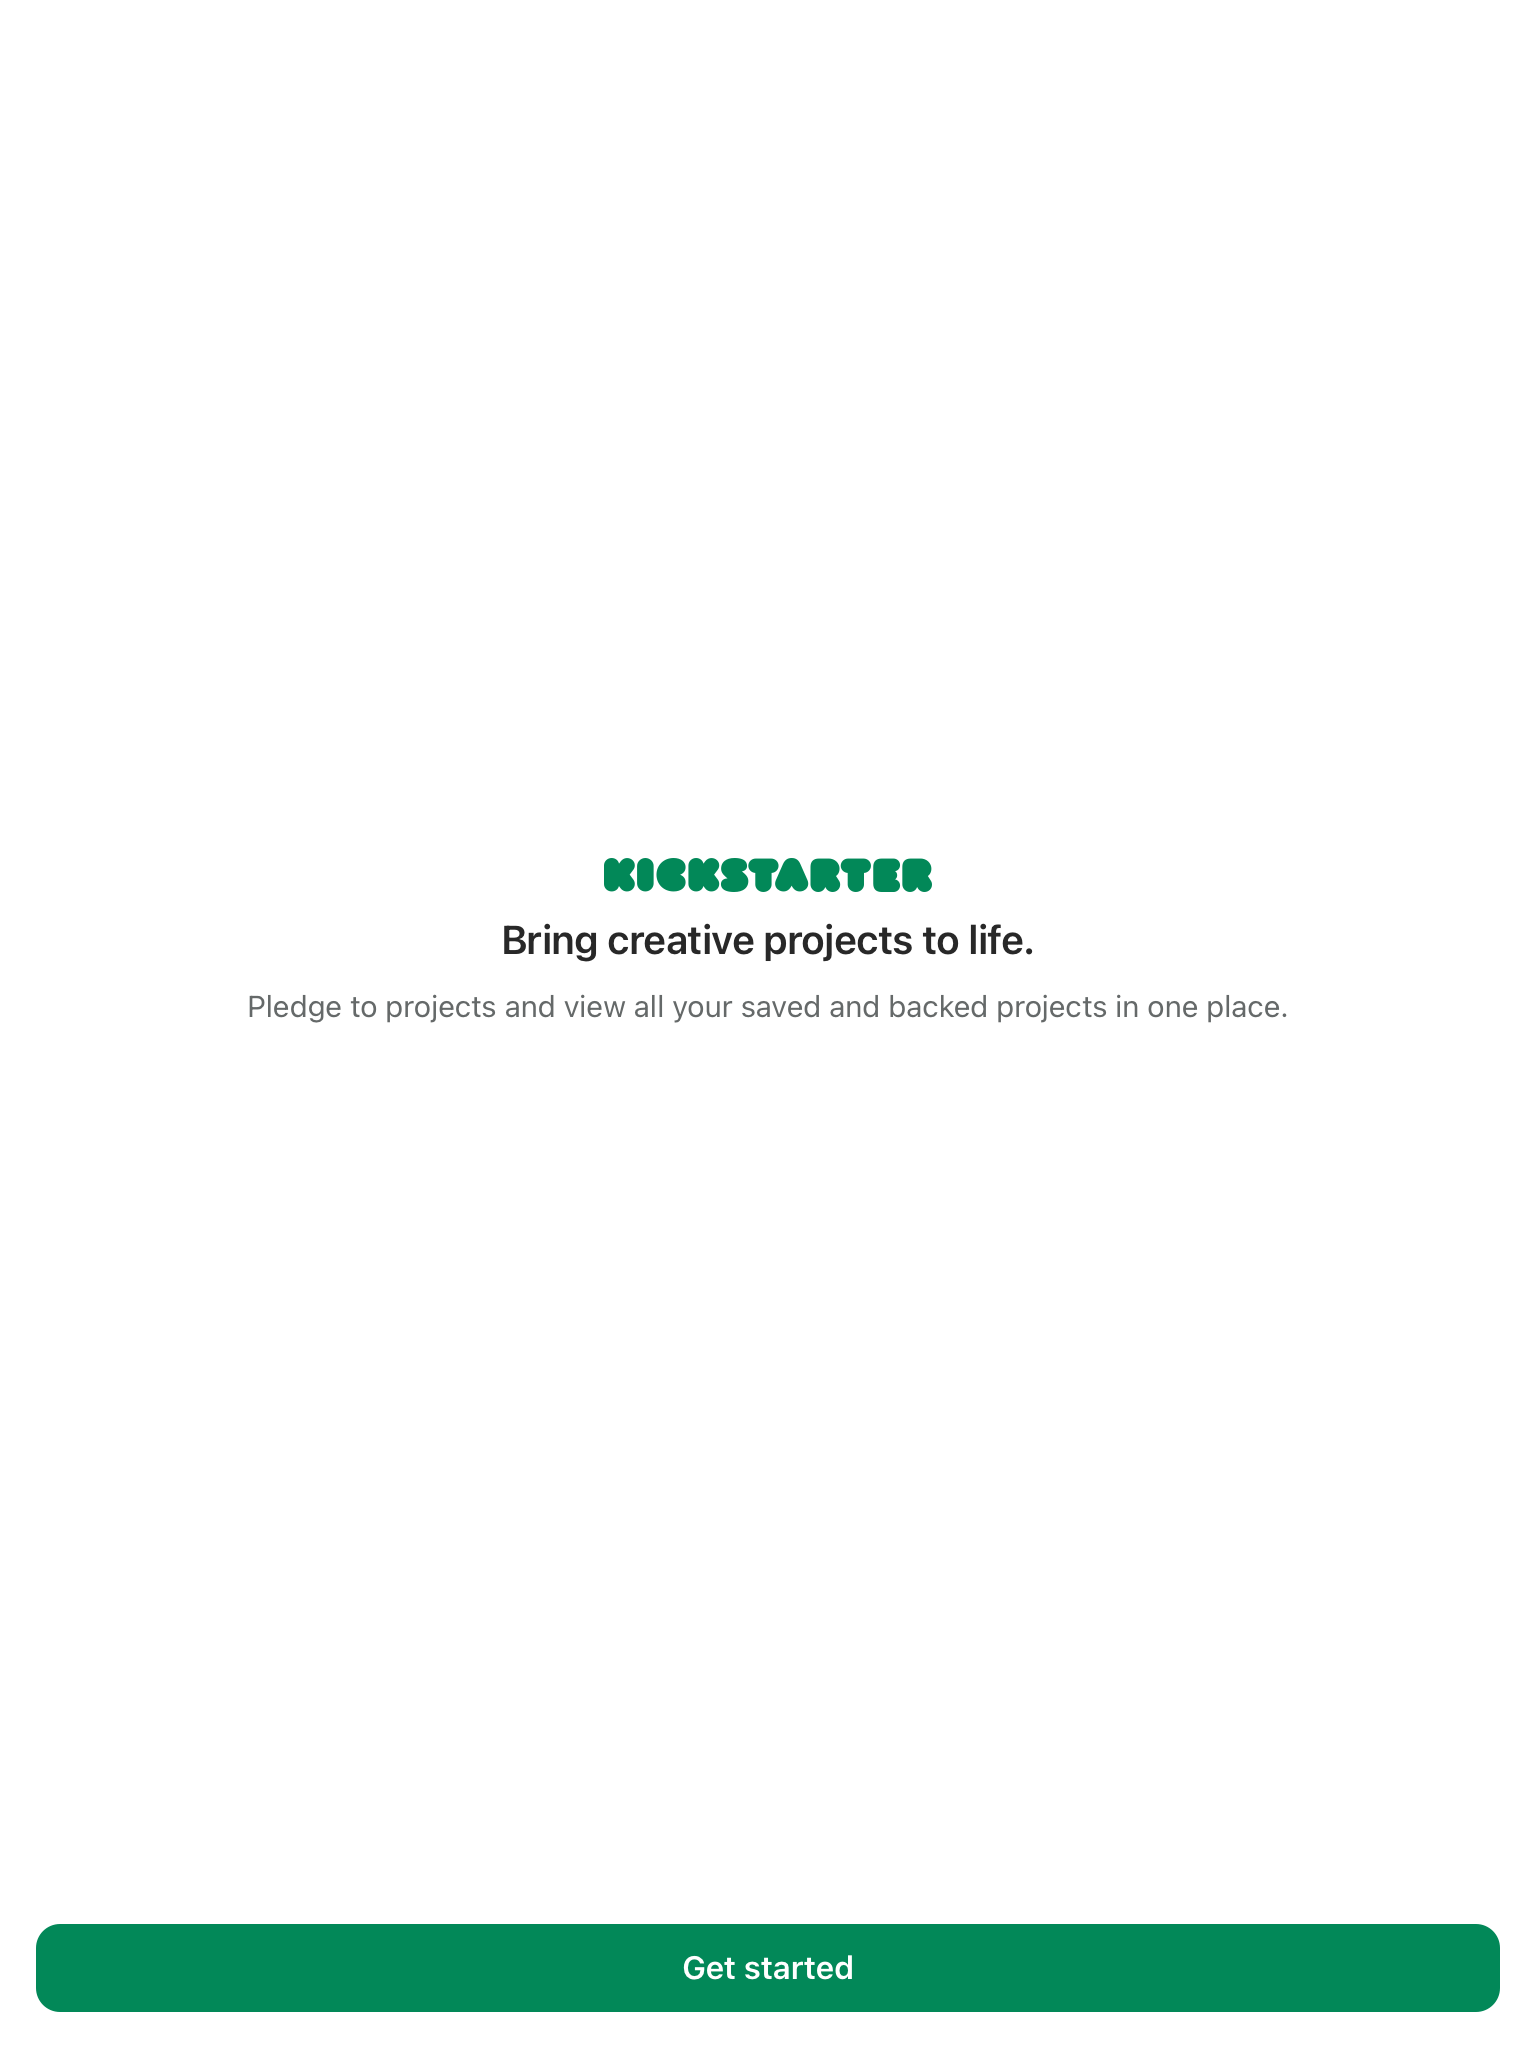 KICKSTARTER
Bring creative projects to life.
Pledge to projects and view all your saved and backed projects in one place.
Get started